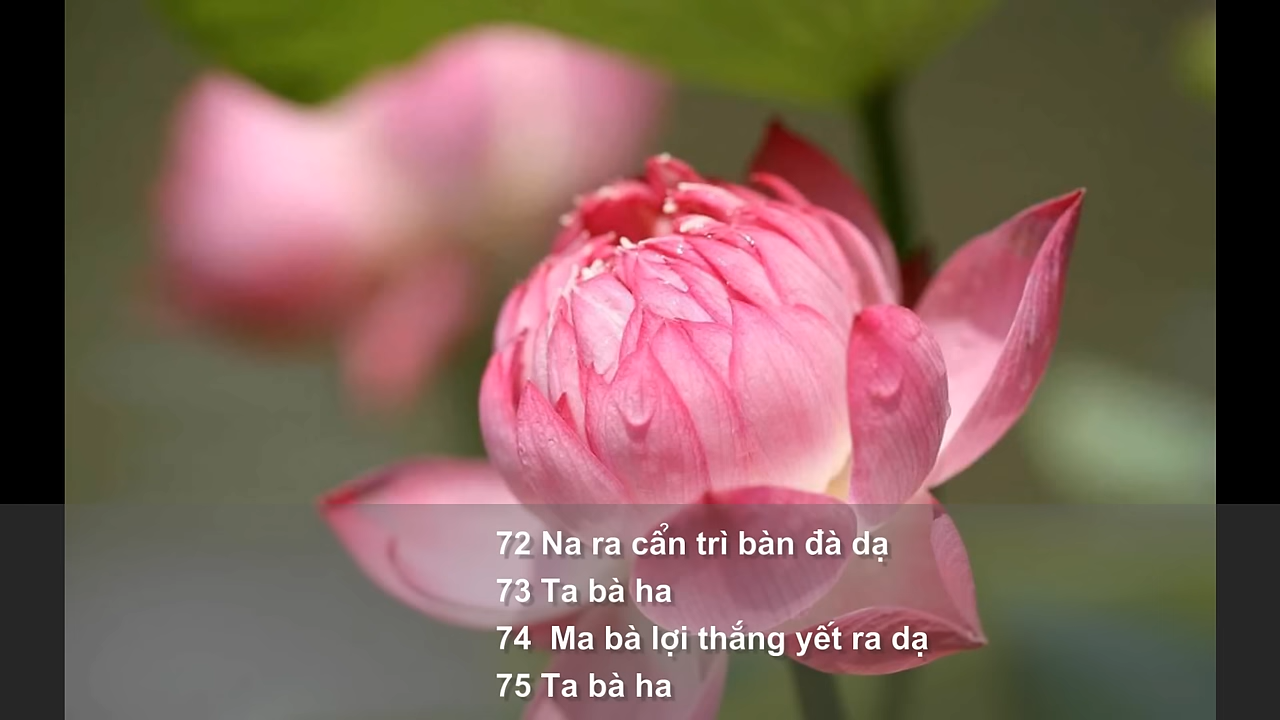 72 Na ra cẩn trì bàn đà dạ
73 Ta bà ha
74  Ma bà lợi thắng yết ra dạ
75 Ta bà ha